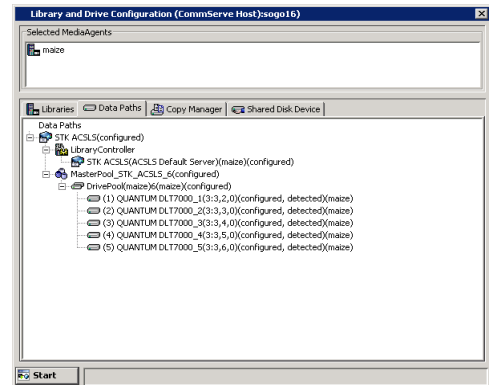 Library and Drive Configuration (CommServe Host):sogo16)
Selected MediaAgents
maize
Libraries Data Paths Copy Manager Shared Disk Device
Data Paths
STK ACSLS(configured)
LibraryController
STK ACSLS(ACSLS Default Server)(maize)(configured)
MasterPool_STK_ACSLS_6(configured)
DrivePool(maize)6(maize)(configured)
(1) QUANTUM DLT7000_1(3:3,2,0)(configured, detected)(maize)
(2) QUANTUM DLT7000_2(3:3,3,0)(configured, detected)(maize)
(3) QUANTUM DLT7000_3(3:3,4,0)(configured, detected)(maize)
(4) QUANTUM DLT7000_4(3:3,5,0)(configured, detected)(maize)
(5) QUANTUM DLT7000_5(3:3,6,0)(configured, detected)(maize)
Start